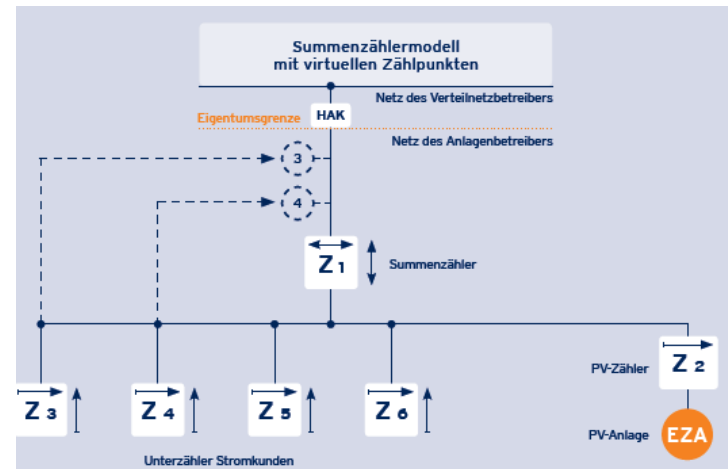 Summenzählermodell
mit virtuellen Zählpunkten
Netz des Verteilnetzbetreibers
Eigentumsgrenze
HAK
Netz des Anlagenbetreibers
3
4
Z 1
Summenzähler
PV-Zähler
Z 2
Z 3
Z 4
Z 5
Z 6
PV-Anlage
EZA
Unterzähler Stromkunden